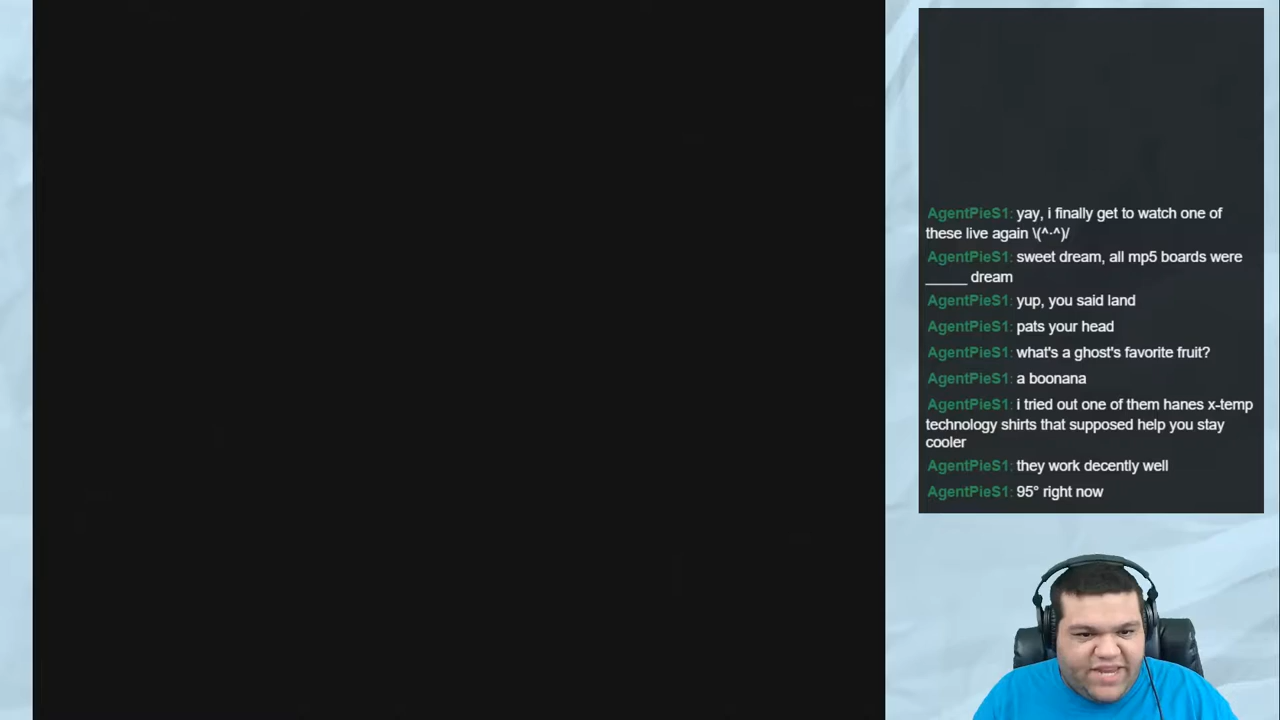 AgentPieS1: yay, i finally get to watch one of
these live again \(^·^)/
AgentPieS1: sweet dream, all mp5 boards were
_____ dream
AgentPieS1: yup, you said land
AgentPieS1: pats your head
AgentPieS1: what's a ghost's favorite fruit?
AgentPieS1: a boonana
AgentPieS1: i tried out one of them hanes x-temp
technology shirts that supposed help you stay
cooler
AgentPieS1: they work decently well
AgentPieS1: 95° right now